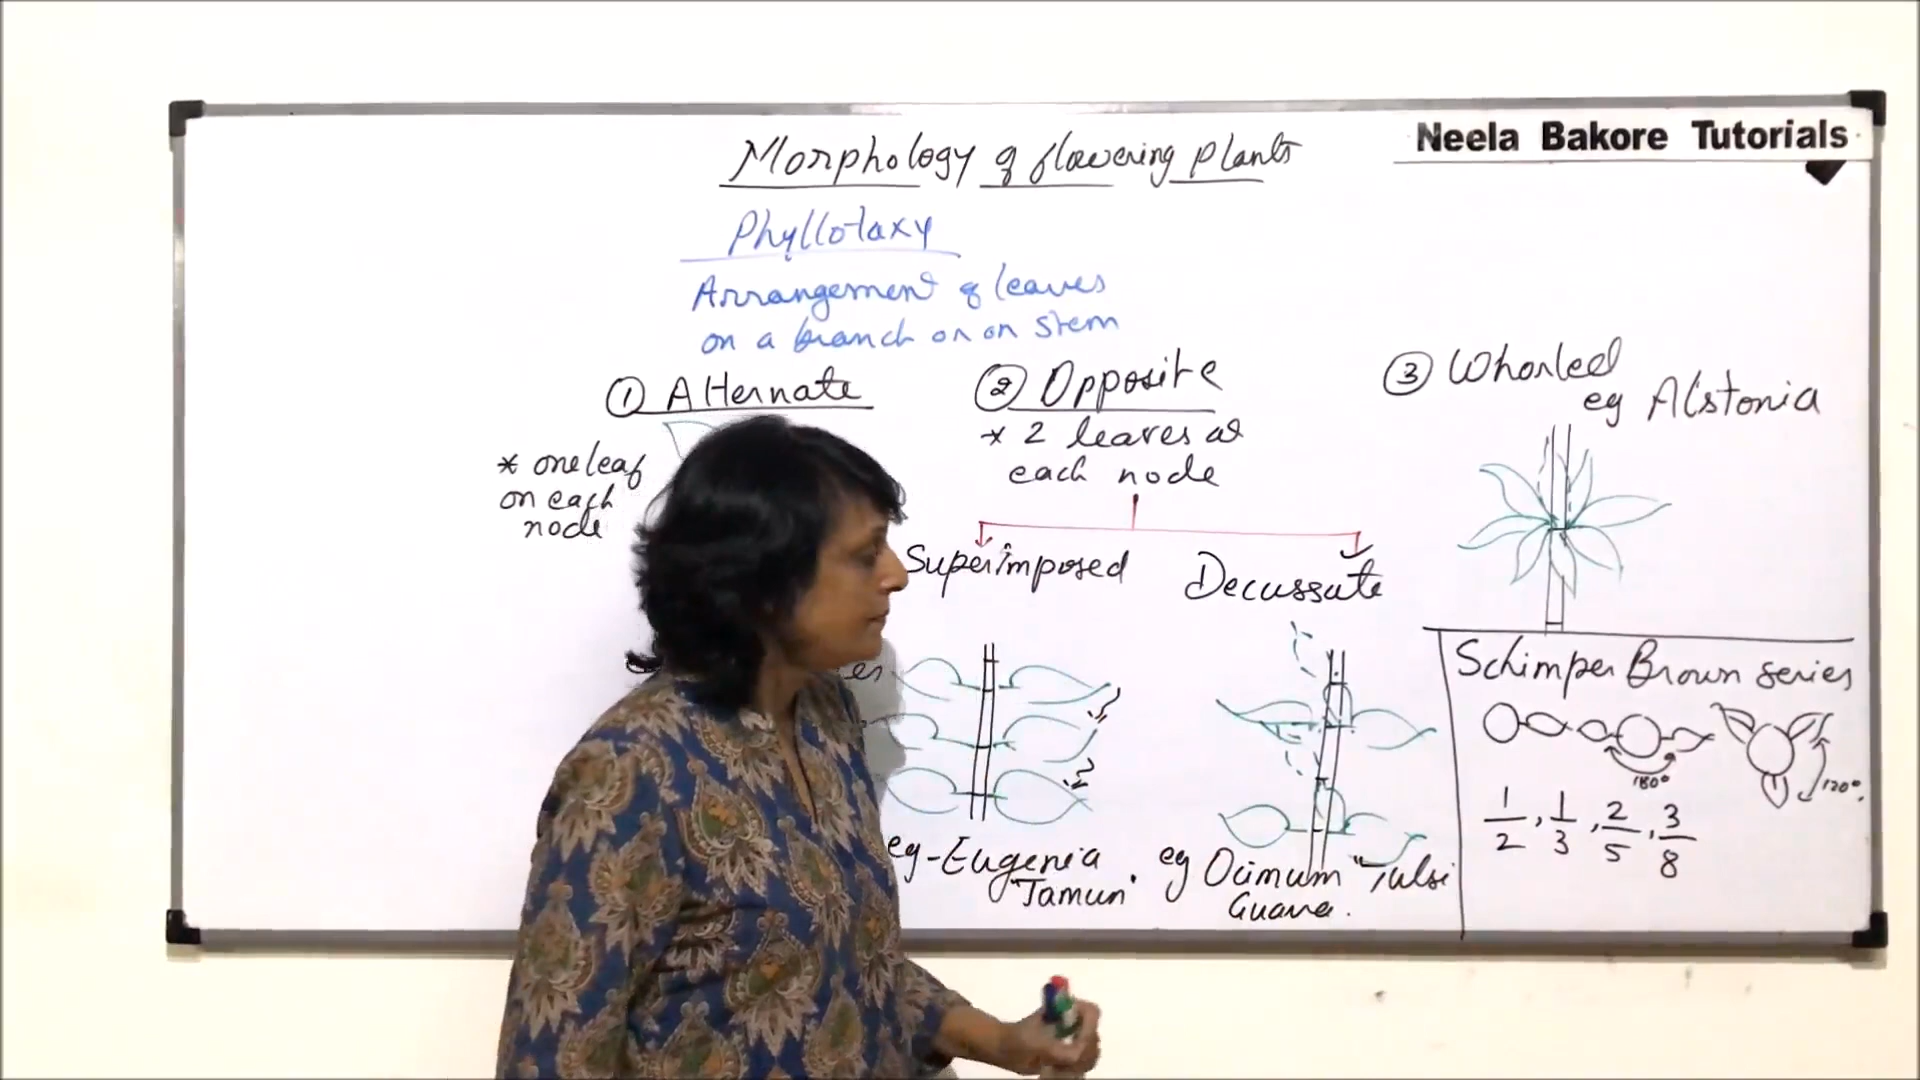 Neela Bakore Tutorials
Morphology of flowering plants
Phyllotaxy
Arrangement of leaves
on a branch or on stem
① Alternate
* one leaf
on each
node
② Opposite
* 2 leaves at
each node
Superimposed
Decussate
eg - Eugenia
"Jamun"
eg Ocimum "Tulsi
Guava.
③ Whorled
eg Alstonia
Schimper Brown series
180°
120°
1/2, 1/3, 2/5, 3/8